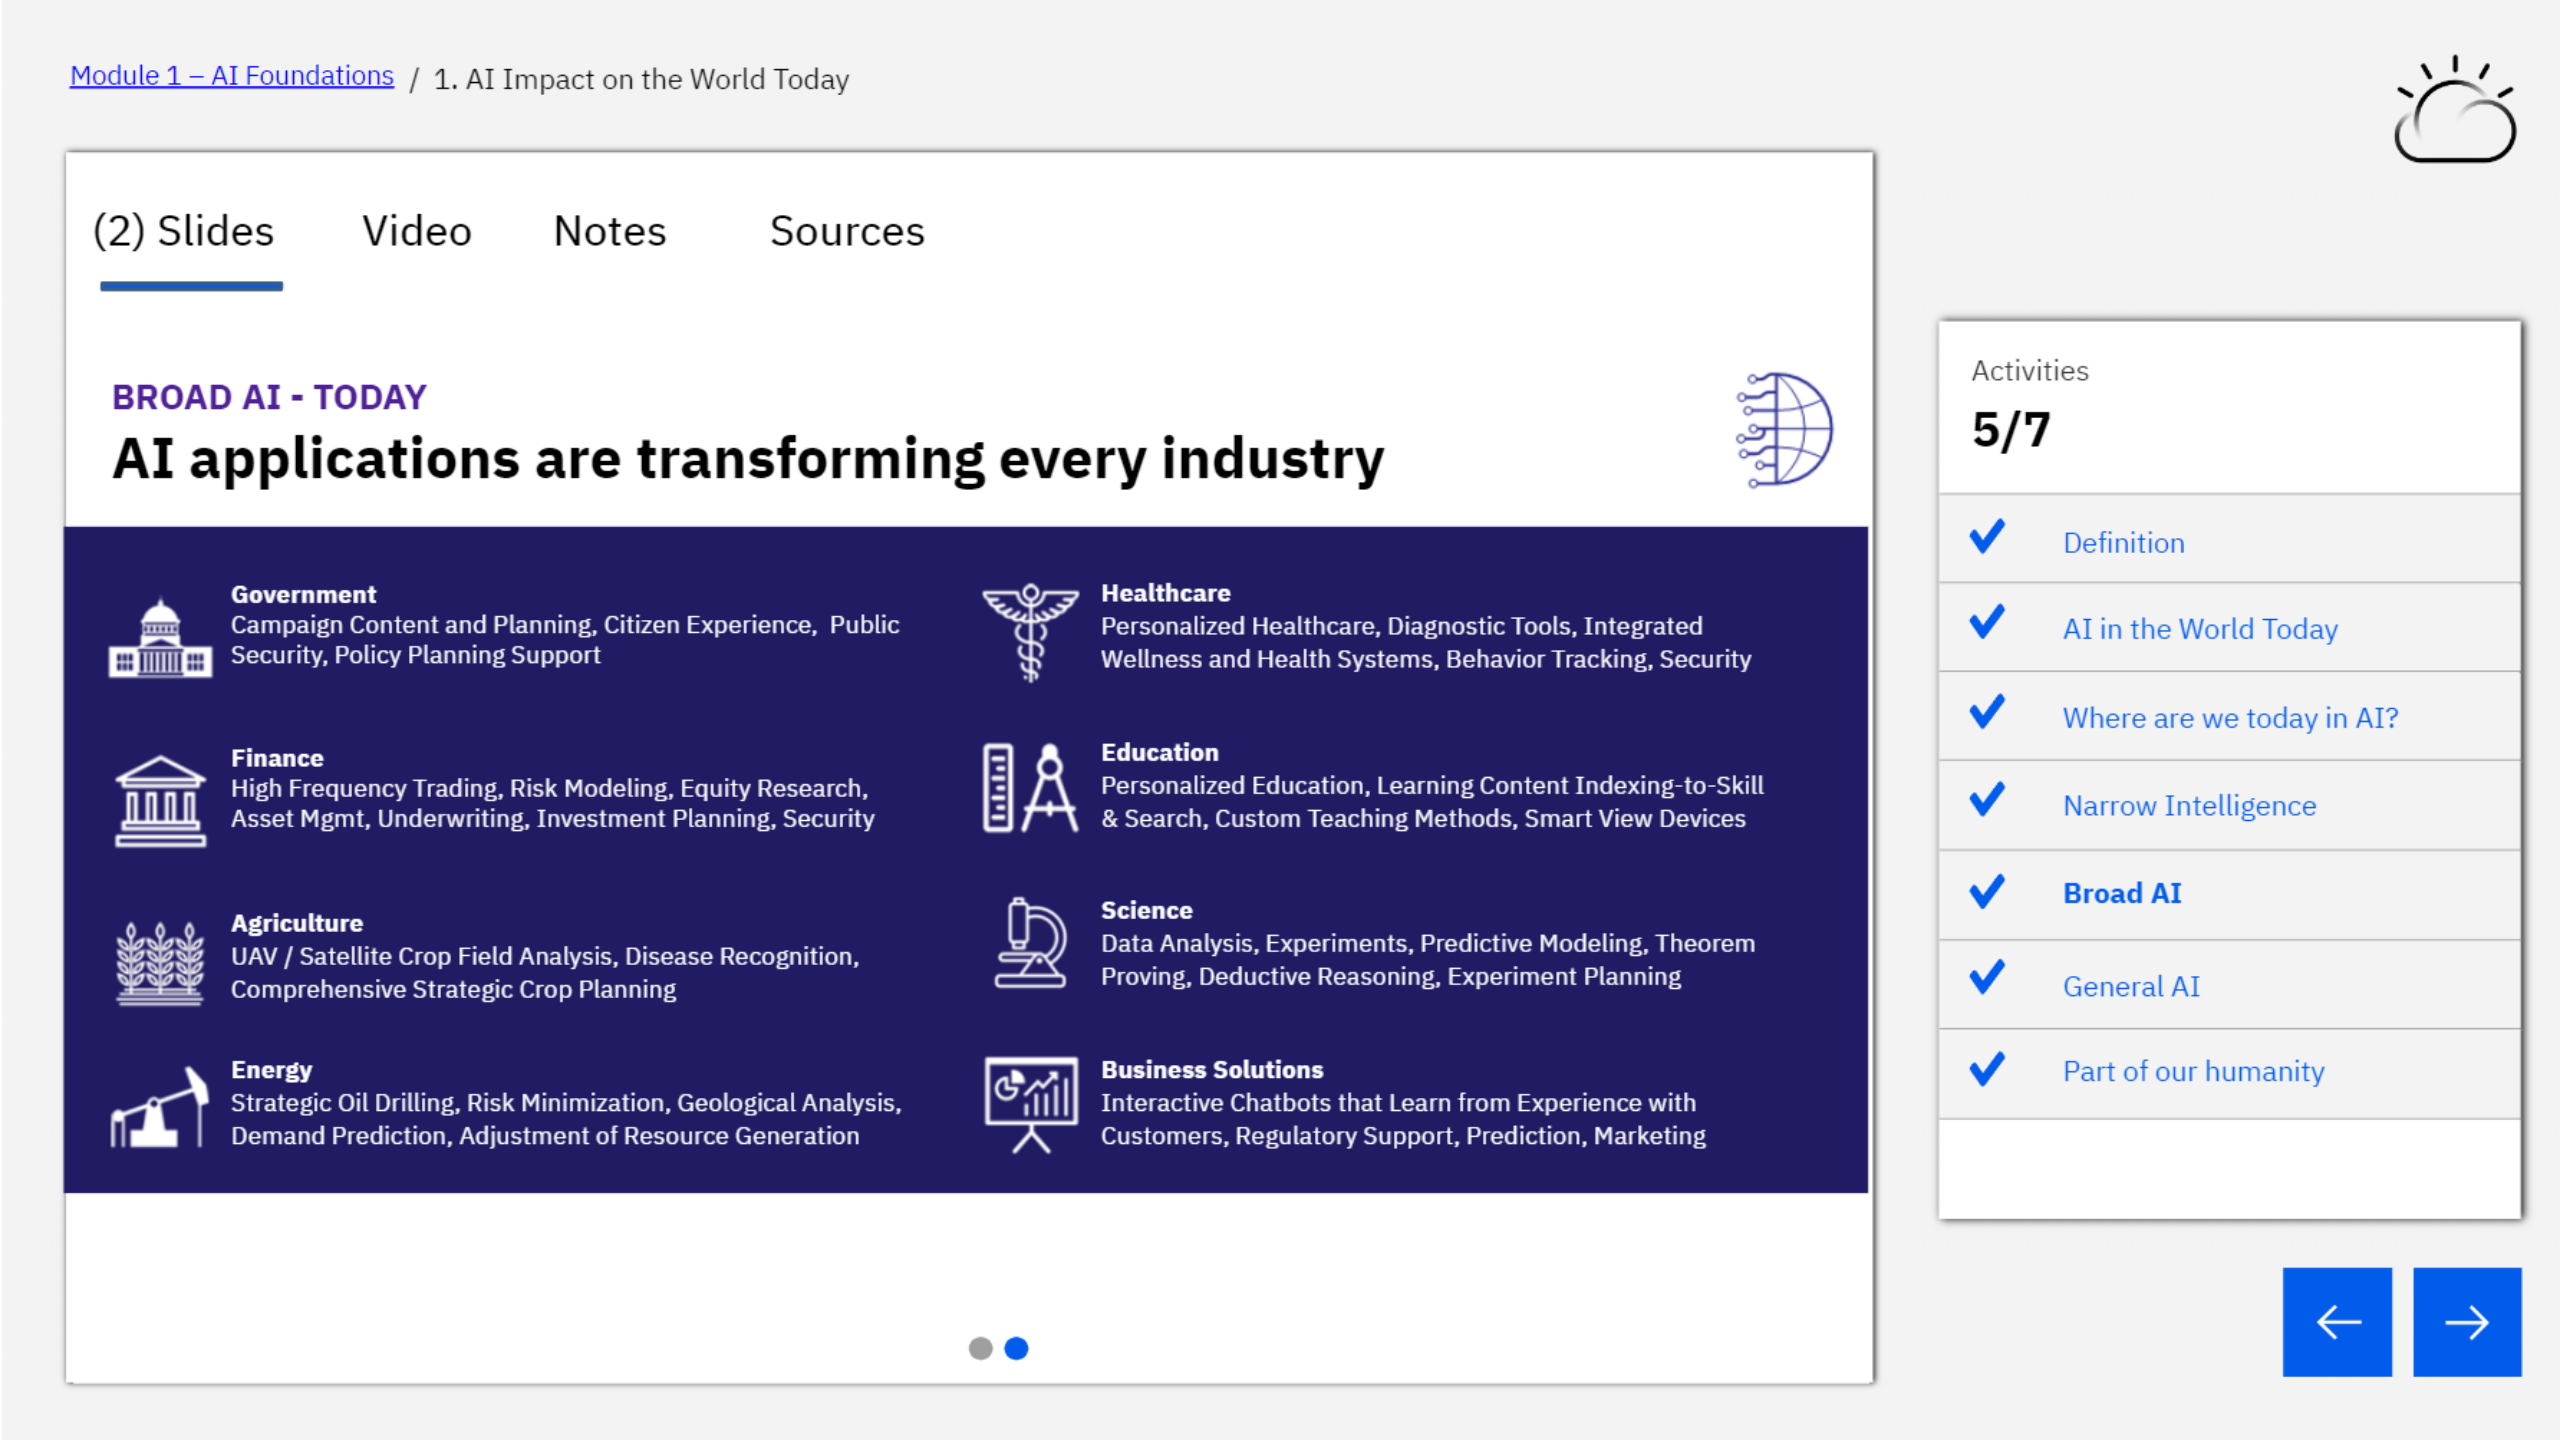 Module 1 – AI Foundations / 1. AI Impact on the World Today
(2) Slides Video Notes Sources
BROAD AI - TODAY
AI applications are transforming every industry
Government
Campaign Content and Planning, Citizen Experience, Public
Security, Policy Planning Support
Finance
High Frequency Trading, Risk Modeling, Equity Research,
Asset Mgmt, Underwriting, Investment Planning, Security
Agriculture
UAV / Satellite Crop Field Analysis, Disease Recognition,
Comprehensive Strategic Crop Planning
Energy
Strategic Oil Drilling, Risk Minimization, Geological Analysis,
Demand Prediction, Adjustment of Resource Generation
Healthcare
Personalized Healthcare, Diagnostic Tools, Integrated
Wellness and Health Systems, Behavior Tracking, Security
Education
Personalized Education, Learning Content Indexing-to-Skill
& Search, Custom Teaching Methods, Smart View Devices
Science
Data Analysis, Experiments, Predictive Modeling, Theorem
Proving, Deductive Reasoning, Experiment Planning
Business Solutions
Interactive Chatbots that Learn from Experience with
Customers, Regulatory Support, Prediction, Marketing
Activities
5/7
Definition
AI in the World Today
Where are we today in AI?
Narrow Intelligence
Broad AI
General AI
Part of our humanity